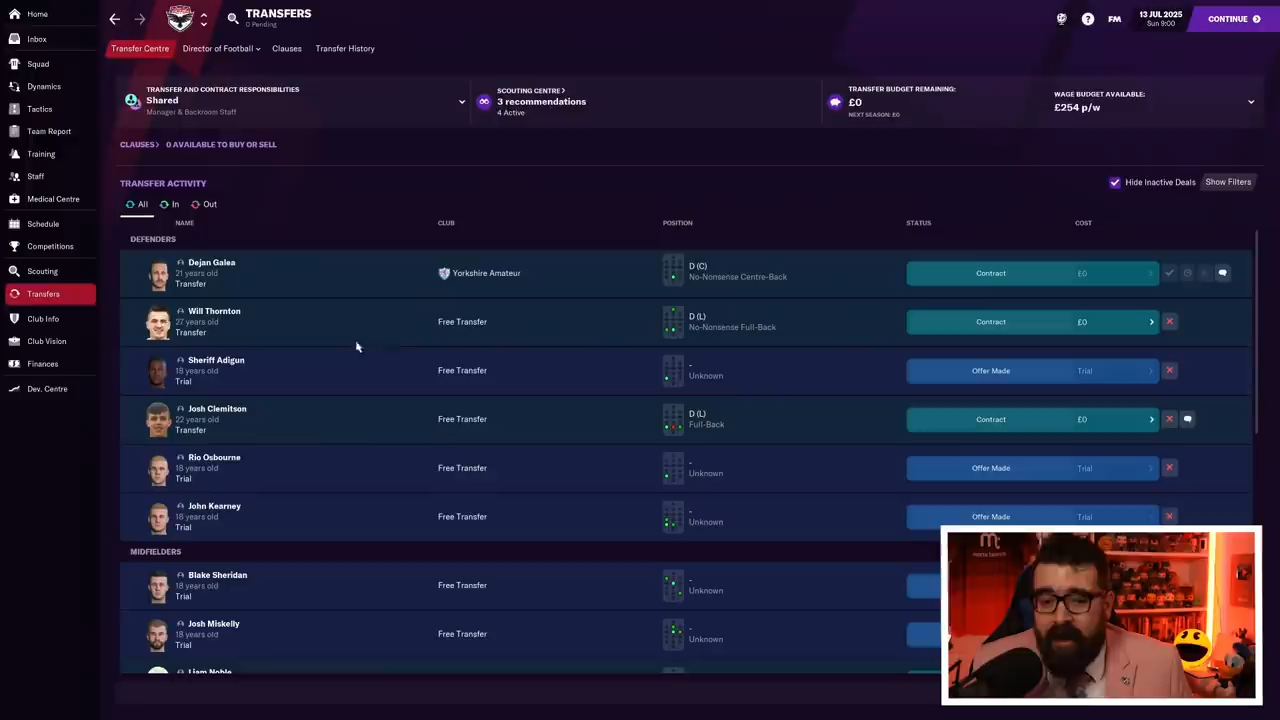 Home
Inbox
Squad
Dynamics
Tactics
Team Report
Training
Staff
Medical Centre
Schedule
Competitions
Scouting
Transfers
Club Info
Club Vision
Finances
Dev. Centre
TRANSFERS
0 Pending
FM
13 JUL 2025
Sun 9:00
CONTINUE
Transfer Centre
Director of Football
Clauses
Transfer History
TRANSFER AND CONTRACT RESPONSIBILITIES
Shared
Manager & Backroom Staff
SCOUTING CENTRE>
3 recommendations
4 Active
TRANSFER BUDGET REMAINING:
£0
NEXT SEASON: £0
WAGE BUDGET AVAILABLE:
£254 p/w
CLAUSES> 0 AVAILABLE TO BUY OR SELL
TRANSFER ACTIVITY
Hide Inactive Deals
Show Filters
All
In
Out
NAME CLUB POSITION STATUS COST
DEFENDERS
Dejan Galea
21 years old
Transfer
Yorkshire Amateur
D (C)
No-Nonsense Centre-Back
Contract £0
Will Thornton
27 years old
Transfer
Free Transfer
D (L)
No-Nonsense Full-Back
Contract £0
Sheriff Adigun
18 years old
Trial
Free Transfer
-
Unknown
Offer Made Trial
Josh Clemitson
22 years old
Transfer
Free Transfer
D (L)
Full-Back
Contract £0
Rio Osbourne
18 years old
Trial
Free Transfer
-
Unknown
Offer Made Trial
John Kearney
18 years old
Trial
Free Transfer
-
Unknown
Offer Made Trial
MIDFIELDERS
Blake Sheridan
18 years old
Trial
Free Transfer
-
Unknown
Josh Miskelly
18 years old
Trial
Free Transfer
-
Unknown
Liam Noble